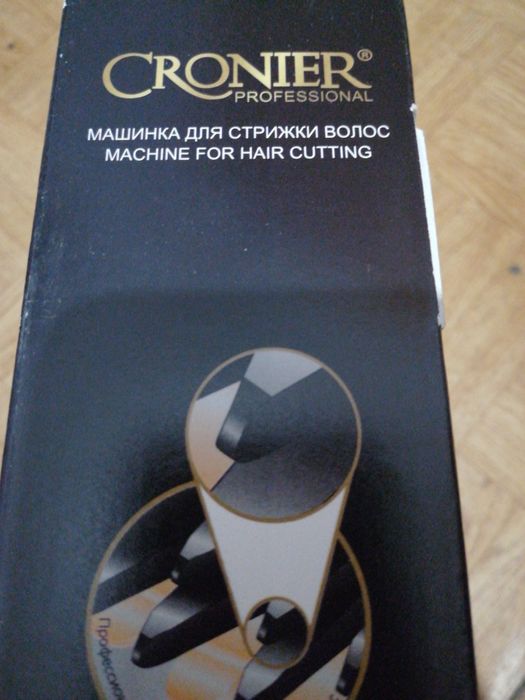 CRONIER®
PROFESSIONAL
МАШИНКА ДЛЯ СТРИЖКИ ВОЛОС
MACHINE FOR HAIR CUTTING